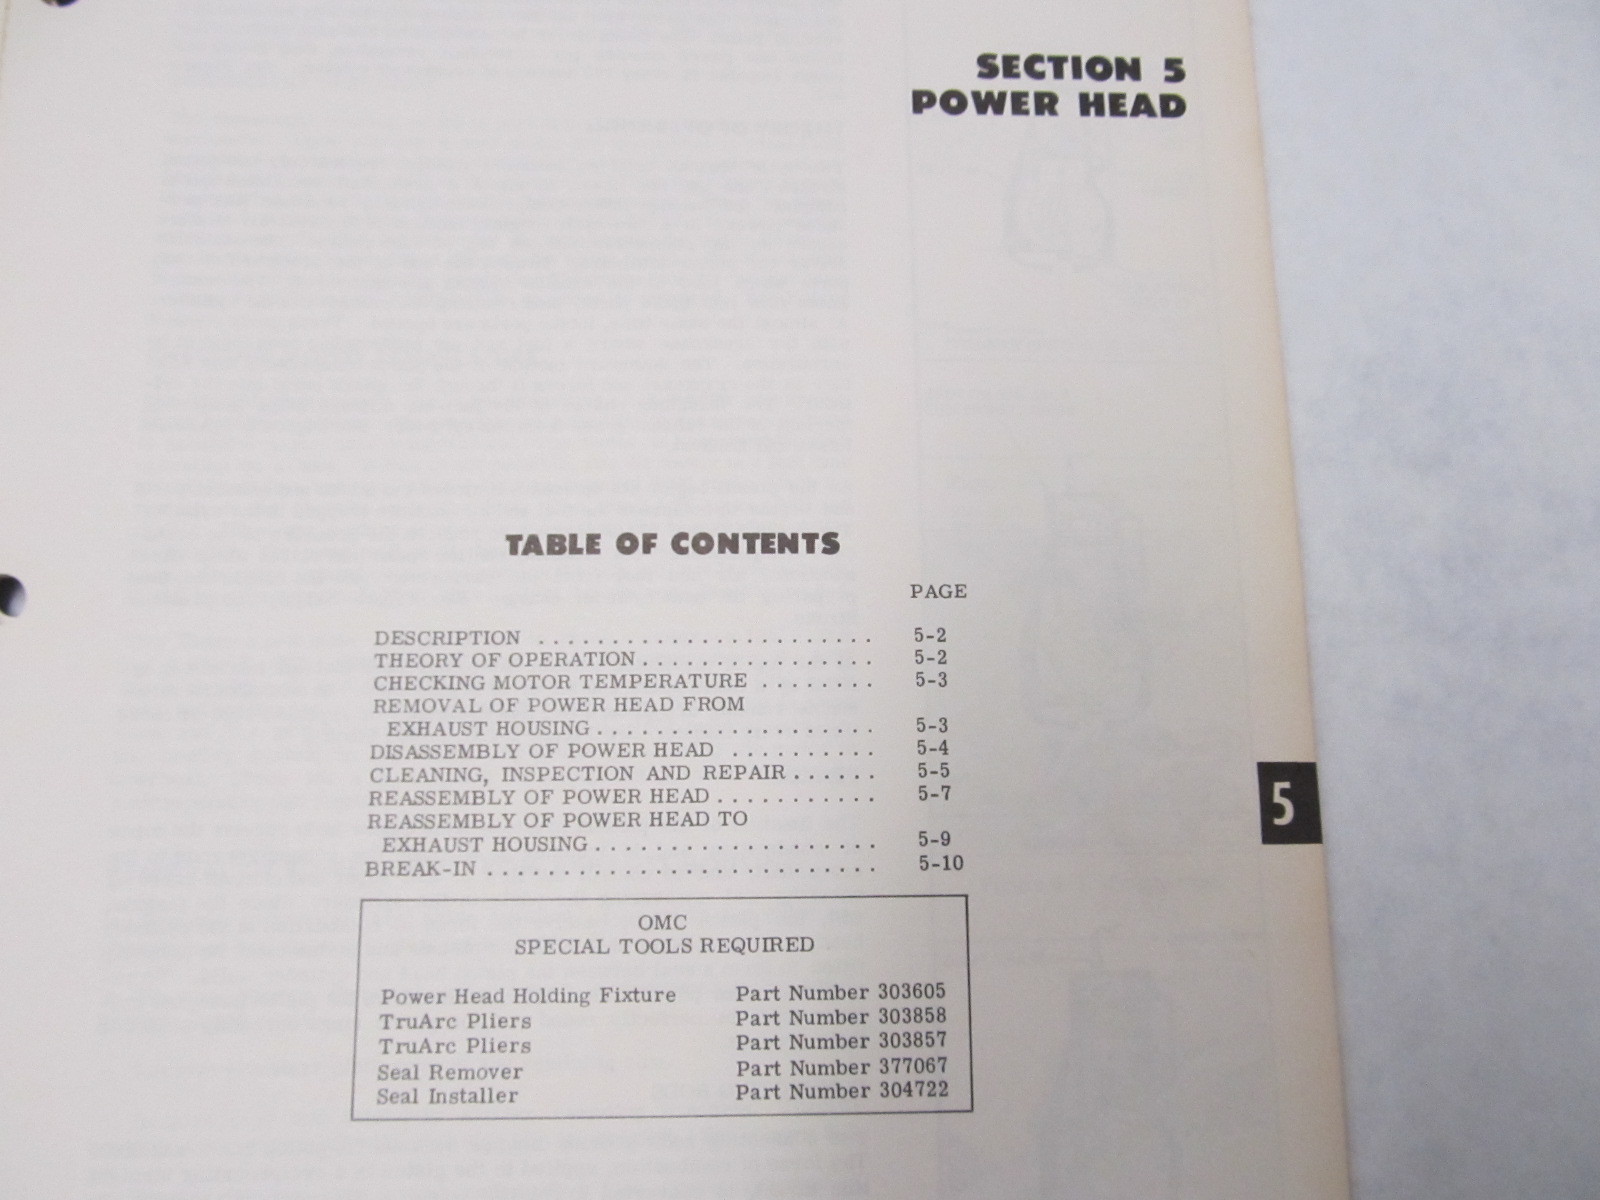 SECTION 5
POWER HEAD
TABLE OF CONTENTS
PAGE
DESCRIPTION . . . . . . . . . . . . . . . . . . . . . . . 5-2
THEORY OF OPERATION . . . . . . . . . . . . . . . . 5-2
CHECKING MOTOR TEMPERATURE . . . . . . . . 5-3
REMOVAL OF POWER HEAD FROM
EXHAUST HOUSING . . . . . . . . . . . . . . . . . . . 5-3
DISASSEMBLY OF POWER HEAD . . . . . . . . . . 5-4
CLEANING, INSPECTION AND REPAIR . . . . . . 5-5
REASSEMBLY OF POWER HEAD . . . . . . . . . . . 5-7
REASSEMBLY OF POWER HEAD TO
EXHAUST HOUSING . . . . . . . . . . . . . . . . . . . 5-9
BREAK-IN . . . . . . . . . . . . . . . . . . . . . . . . . . 5-10
5
OMC
SPECIAL TOOLS REQUIRED
Power Head Holding Fixture Part Number 303605
TruArc Pliers Part Number 303858
TruArc Pliers Part Number 303857
Seal Remover Part Number 377067
Seal Installer Part Number 304722